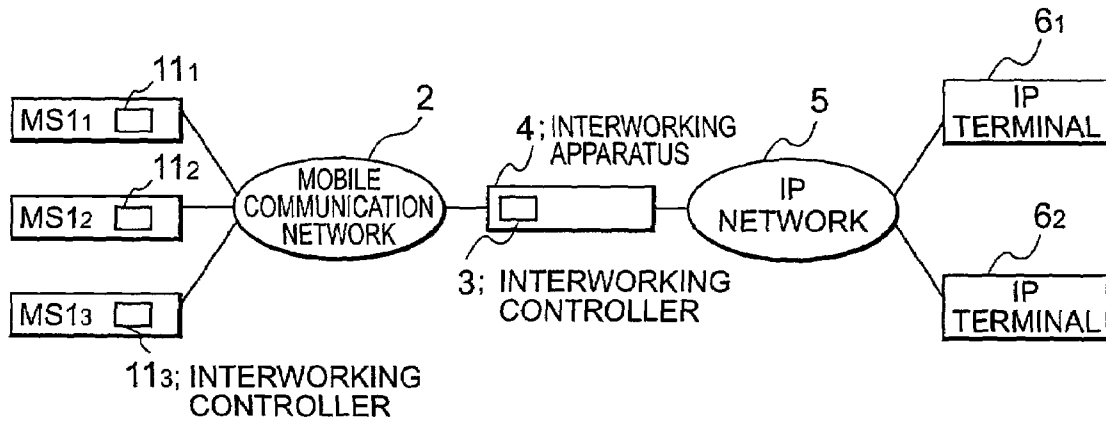 11₁
MS1₁
11₂
MS1₂
MS1₃
11₃; INTERWORKING
CONTROLLER
2
MOBILE
COMMUNICATION
NETWORK
4; INTERWORKING
APPARATUS
3; INTERWORKING
CONTROLLER
5
IP
NETWORK
6₁
IP
TERMINAL
6₂
IP
TERMINAL